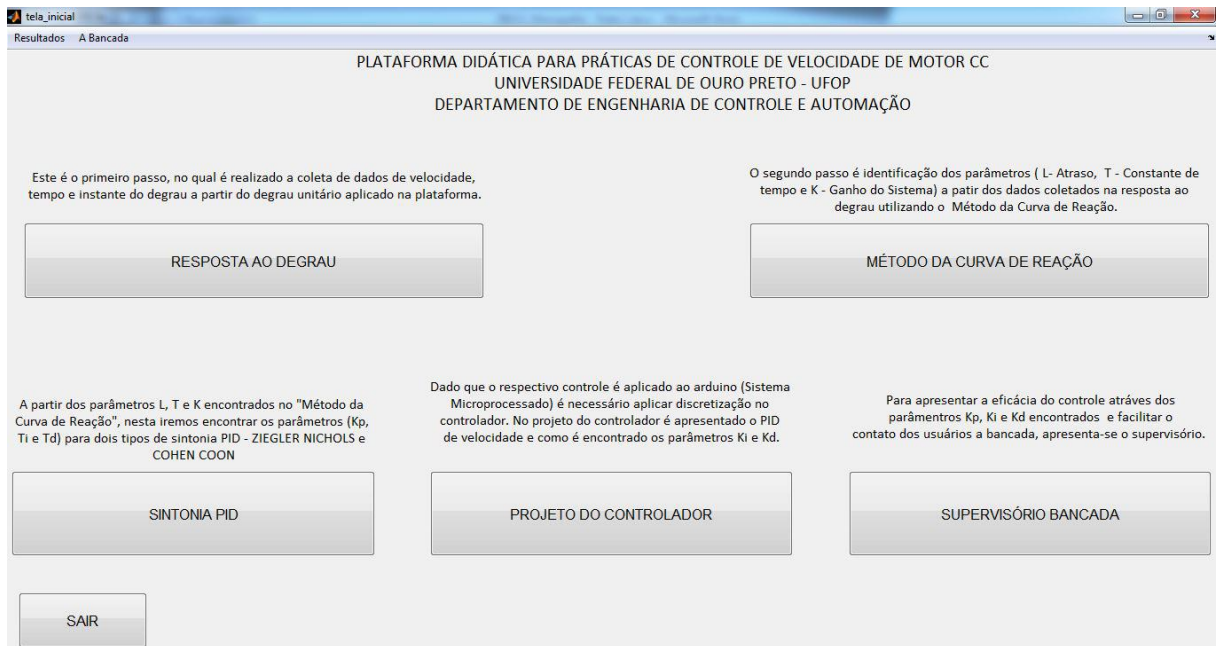 tela_inicial
Resultados A Bancada
PLATAFORMA DIDÁTICA PARA PRÁTICAS DE CONTROLE DE VELOCIDADE DE MOTOR CC
UNIVERSIDADE FEDERAL DE OURO PRETO - UFOP
DEPARTAMENTO DE ENGENHARIA DE CONTROLE E AUTOMAÇÃO
Este é o primeiro passo, no qual é realizado a coleta de dados de velocidade,
tempo e instante do degrau a partir do degrau unitário aplicado na plataforma.
RESPOSTA AO DEGRAU
O segundo passo é identificação dos parâmetros ( L- Atraso, T - Constante de
tempo e K - Ganho do Sistema) a patir dos dados coletados na resposta ao
degrau utilizando o Método da Curva de Reação.
MÉTODO DA CURVA DE REAÇÃO
A partir dos parâmetros L, T e K encontrados no "Método da
Curva de Reação", nesta iremos encontrar os parâmetros (Kp,
Ti e Td) para dois tipos de sintonia PID - ZIEGLER NICHOLS e
COHEN COON
SINTONIA PID
Dado que o respectivo controle é aplicado ao arduino (Sistema
Microprocessado) é necessário aplicar discretização no
controlador. No projeto do controlador é apresentado o PID
de velocidade e como é encontrado os parâmetros Ki e Kd.
PROJETO DO CONTROLADOR
Para apresentar a eficácia do controle atráves dos
parâmentros Kp, Ki e Kd encontrados e facilitar o
contato dos usuários a bancada, apresenta-se o supervisório.
SUPERVISÓRIO BANCADA
SAIR